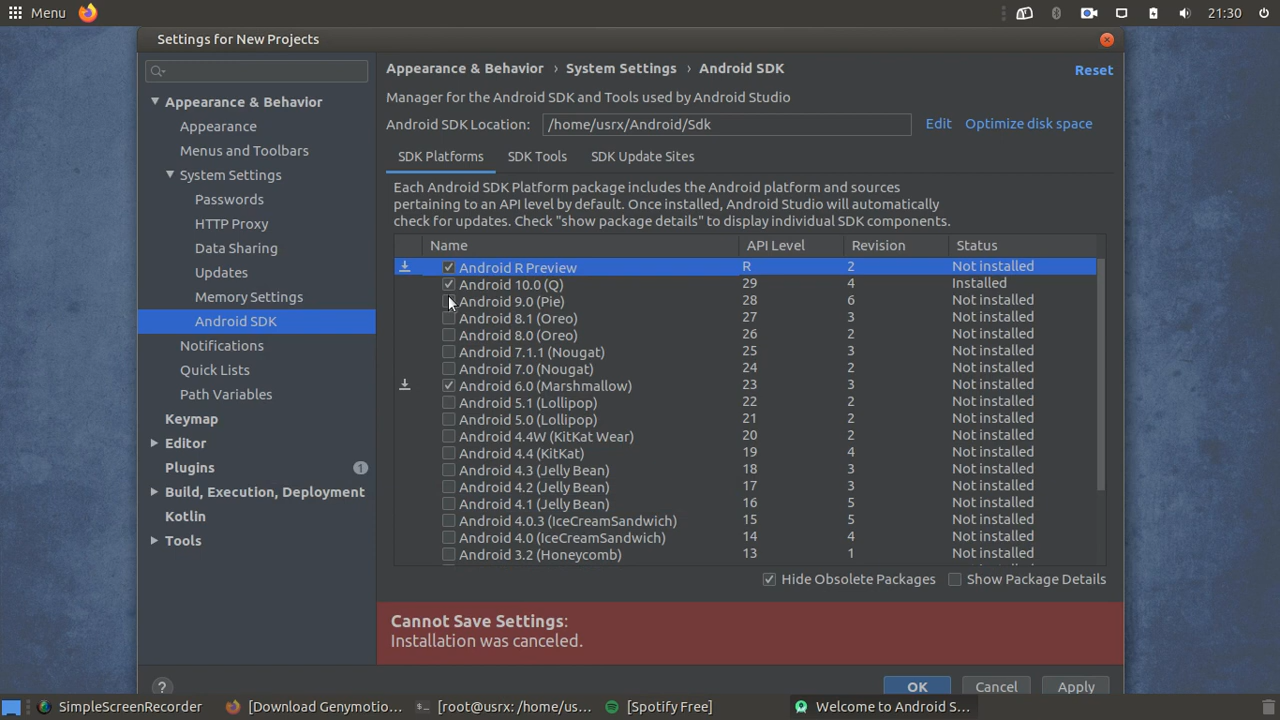 Menu
21:30
Settings for New Projects
Appearance & Behavior
Appearance
Menus and Toolbars
System Settings
Passwords
HTTP Proxy
Data Sharing
Updates
Memory Settings
Android SDK
Notifications
Quick Lists
Path Variables
Keymap
Editor
Plugins 1
Build, Execution, Deployment
Kotlin
Tools
?
Appearance & Behavior › System Settings › Android SDK
Reset
Manager for the Android SDK and Tools used by Android Studio
Android SDK Location: /home/usrx/Android/Sdk Edit Optimize disk space
SDK Platforms SDK Tools SDK Update Sites
Each Android SDK Platform package includes the Android platform and sources
pertaining to an API level by default. Once installed, Android Studio will automatically
check for updates. Check "show package details" to display individual SDK components.
Name API Level Revision Status
Android R Preview R 2 Not installed
Android 10.0 (Q) 29 4 Installed
Android 9.0 (Pie) 28 6 Not installed
Android 8.1 (Oreo) 27 3 Not installed
Android 8.0 (Oreo) 26 2 Not installed
Android 7.1.1 (Nougat) 25 3 Not installed
Android 7.0 (Nougat) 24 2 Not installed
Android 6.0 (Marshmallow) 23 3 Not installed
Android 5.1 (Lollipop) 22 2 Not installed
Android 5.0 (Lollipop) 21 2 Not installed
Android 4.4W (KitKat Wear) 20 2 Not installed
Android 4.4 (KitKat) 19 4 Not installed
Android 4.3 (Jelly Bean) 18 3 Not installed
Android 4.2 (Jelly Bean) 17 3 Not installed
Android 4.1 (Jelly Bean) 16 5 Not installed
Android 4.0.3 (IceCreamSandwich) 15 5 Not installed
Android 4.0 (IceCreamSandwich) 14 4 Not installed
Android 3.2 (Honeycomb) 13 1 Not installed
Hide Obsolete Packages Show Package Details
Cannot Save Settings:
Installation was canceled.
OK Cancel Apply
SimpleScreenRecorder [Download Genymotio... [root@usrx: /home/us... [Spotify Free] Welcome to Android S...